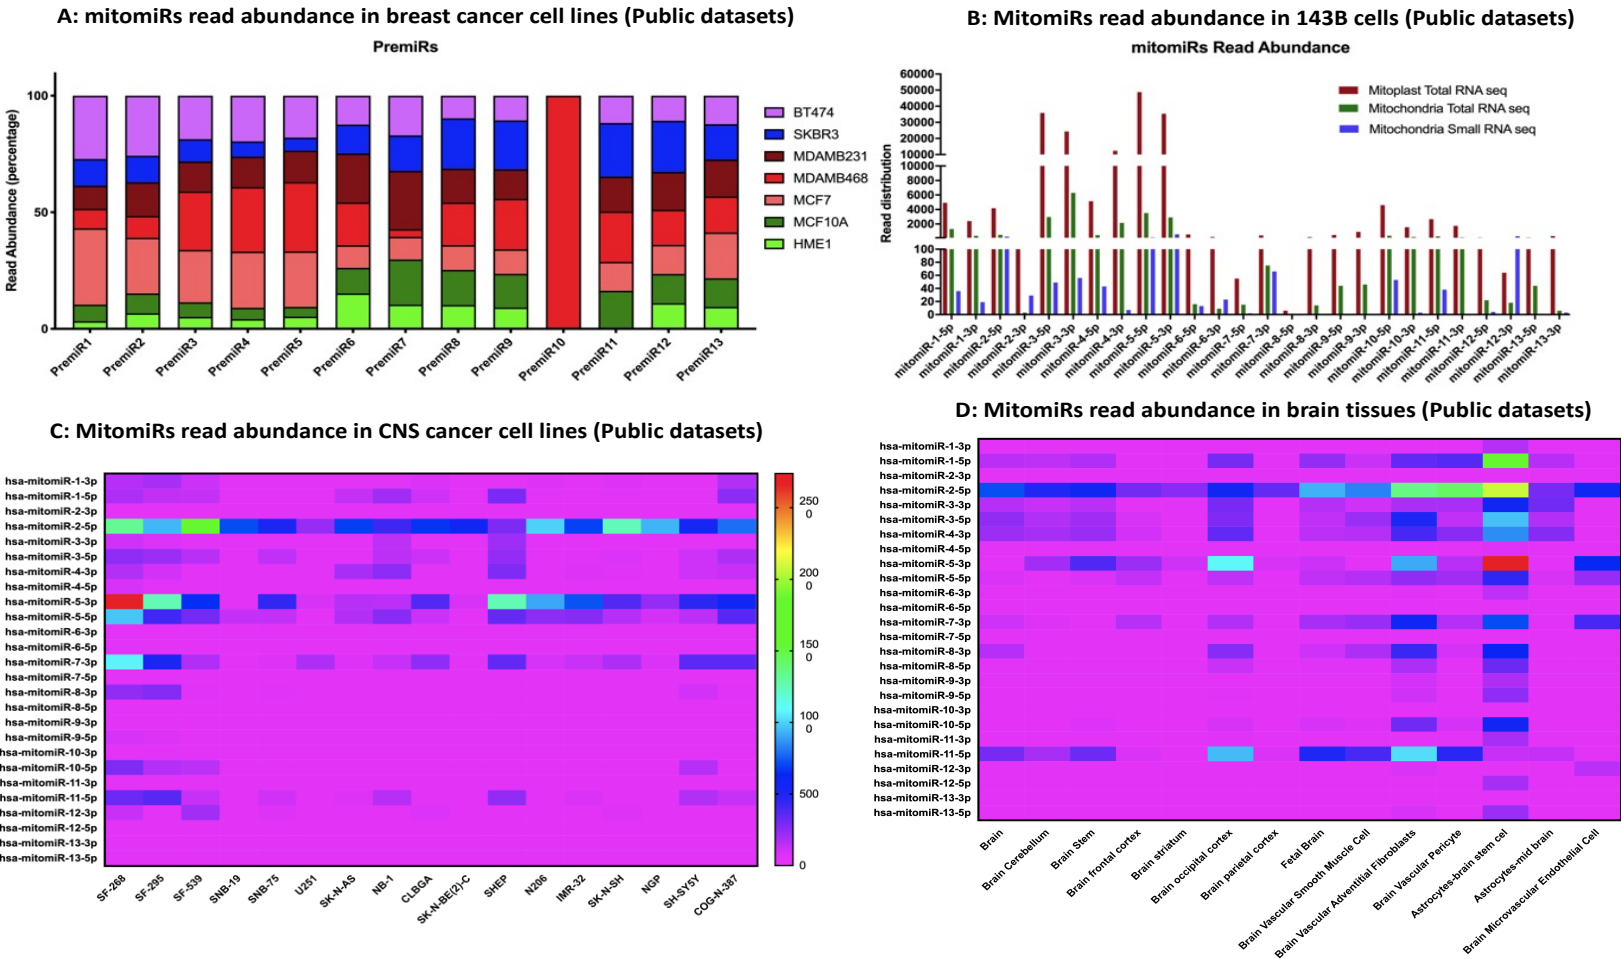 A: mitomiRs read abundance in breast cancer cell lines (Public datasets)
PremiRs
Read Abundance (percentage)
100
50
0
PremiR1
PremiR2
PremiR3
PremiR4
PremiR5
PremiR6
PremiR7
PremiR8
PremiR9
PremiR10
PremiR11
PremiR12
PremiR13
BT474
SKBR3
MDAMB231
MDAMB468
MCF7
MCF10A
HME1
B: MitomiRs read abundance in 143B cells (Public datasets)
mitomiRs Read Abundance
Read distribution
60000
50000
40000
30000
20000
10000
10000
8000
6000
4000
2000
100
80
60
40
20
0
Mitoplast Total RNA seq
Mitochondria Total RNA seq
Mitochondria Small RNA seq
mitomiR-1-5p
mitomiR-1-3p
mitomiR-2-5p
mitomiR-2-3p
mitomiR-3-5p
mitomiR-3-3p
mitomiR-4-5p
mitomiR-4-3p
mitomiR-5-5p
mitomiR-5-3p
mitomiR-6-5p
mitomiR-6-3p
mitomiR-7-5p
mitomiR-7-3p
mitomiR-8-5p
mitomiR-8-3p
mitomiR-9-5p
mitomiR-9-3p
mitomiR-10-5p
mitomiR-10-3p
mitomiR-11-5p
mitomiR-11-3p
mitomiR-12-5p
mitomiR-12-3p
mitomiR-13-5p
mitomiR-13-3p
C: MitomiRs read abundance in CNS cancer cell lines (Public datasets)
hsa-mitomiR-1-3p
hsa-mitomiR-1-5p
hsa-mitomiR-2-3p
hsa-mitomiR-2-5p
hsa-mitomiR-3-3p
hsa-mitomiR-3-5p
hsa-mitomiR-4-3p
hsa-mitomiR-4-5p
hsa-mitomiR-5-3p
hsa-mitomiR-5-5p
hsa-mitomiR-6-3p
hsa-mitomiR-6-5p
hsa-mitomiR-7-3p
hsa-mitomiR-7-5p
hsa-mitomiR-8-3p
hsa-mitomiR-8-5p
hsa-mitomiR-9-3p
hsa-mitomiR-9-5p
hsa-mitomiR-10-3p
hsa-mitomiR-10-5p
hsa-mitomiR-11-3p
hsa-mitomiR-11-5p
hsa-mitomiR-12-3p
hsa-mitomiR-12-5p
hsa-mitomiR-13-3p
hsa-mitomiR-13-5p
SF-268
SF-295
SF-539
SNB-19
SNB-75
U251
SK-N-AS
NB-1
CLBGA
SK-N-BE(2)-C
SHEP
N206
IMR-32
SK-N-SH
NGP
SH-SY5Y
COG-N-387
250
0
200
0
150
0
100
0
500
0
D: MitomiRs read abundance in brain tissues (Public datasets)
hsa-mitomiR-1-3p
hsa-mitomiR-1-5p
hsa-mitomiR-2-3p
hsa-mitomiR-2-5p
hsa-mitomiR-3-3p
hsa-mitomiR-3-5p
hsa-mitomiR-4-3p
hsa-mitomiR-4-5p
hsa-mitomiR-5-3p
hsa-mitomiR-5-5p
hsa-mitomiR-6-3p
hsa-mitomiR-6-5p
hsa-mitomiR-7-3p
hsa-mitomiR-7-5p
hsa-mitomiR-8-3p
hsa-mitomiR-8-5p
hsa-mitomiR-9-3p
hsa-mitomiR-9-5p
hsa-mitomiR-10-3p
hsa-mitomiR-10-5p
hsa-mitomiR-11-3p
hsa-mitomiR-11-5p
hsa-mitomiR-12-3p
hsa-mitomiR-12-5p
hsa-mitomiR-13-3p
hsa-mitomiR-13-5p
Brain
Brain Cerebellum
Brain Stem
Brain frontal cortex
Brain striatum
Brain occipital cortex
Brain parietal cortex
Fetal Brain
Brain Vascular Smooth Muscle Cell
Brain Vascular Adventitial Fibroblasts
Brain Vascular Pericyte
Astrocytes-brain stem cel
Astrocytes-mid brain
Brain Microvascular Endothelial Cell